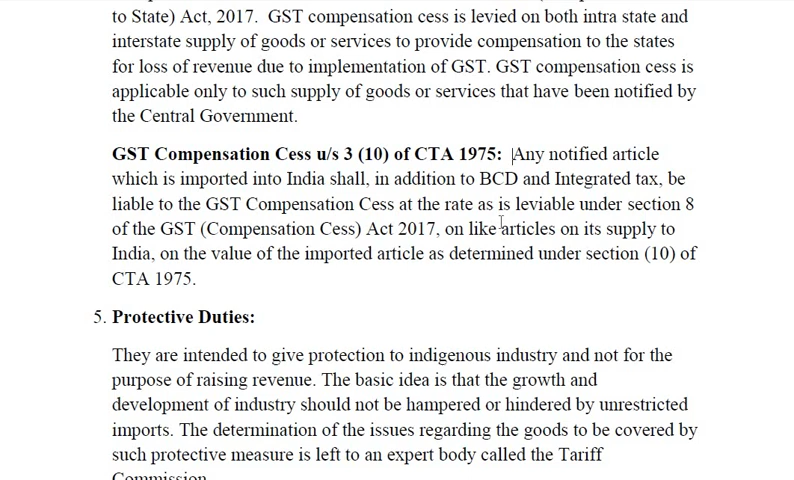 to State) Act, 2017. GST compensation cess is levied on both intra state and
interstate supply of goods or services to provide compensation to the states
for loss of revenue due to implementation of GST. GST compensation cess is
applicable only to such supply of goods or services that have been notified by
the Central Government.
GST Compensation Cess u/s 3 (10) of CTA 1975: Any notified article
which is imported into India shall, in addition to BCD and Integrated tax, be
liable to the GST Compensation Cess at the rate as is leviable under section 8
of the GST (Compensation Cess) Act 2017, on like articles on its supply to
India, on the value of the imported article as determined under section (10) of
CTA 1975.
5. Protective Duties:
They are intended to give protection to indigenous industry and not for the
purpose of raising revenue. The basic idea is that the growth and
development of industry should not be hampered or hindered by unrestricted
imports. The determination of the issues regarding the goods to be covered by
such protective measure is left to an expert body called the Tariff
Commission